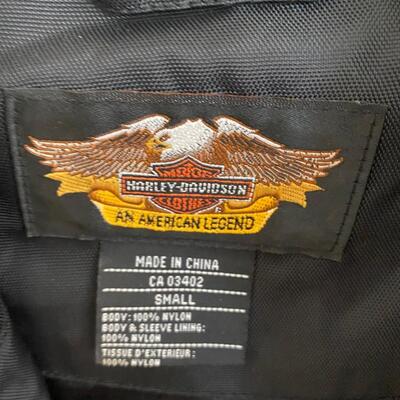 MOTOR
HARLEY-DAVIDSON
CLOTHES
®
AN AMERICAN LEGEND
MADE IN CHINA
CA 03402
SMALL
BODY: 100% NYLON
BODY & SLEEVE LINING:
100% NYLON
TISSUE D'EXTERIEUR:
100% NYLON